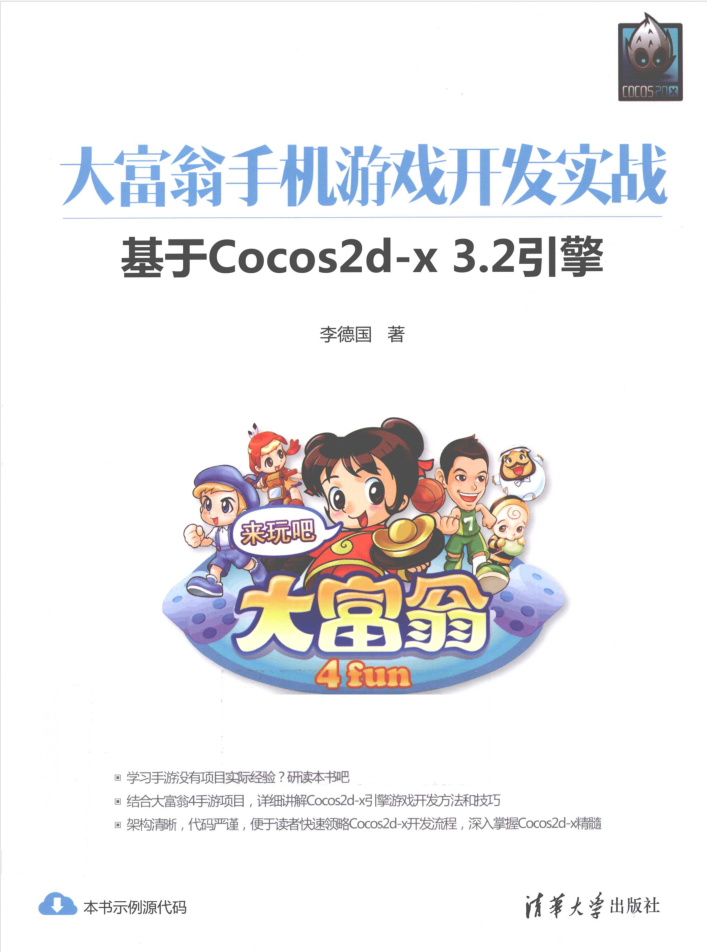 COCOS2DX
大富翁手机游戏开发实战
基于Cocos2d-x 3.2引擎
李德国 著
来玩吧
7
大富翁
4 fun
学习手游没有项目实际经验？研读本书吧
结合大富翁4手游项目，详细讲解Cocos2d-x引擎游戏开发方法和技巧
架构清晰，代码严谨，便于读者快速领略Cocos2d-x开发流程，深入掌握Cocos2d-x精髓
本书示例源代码
清华大学出版社